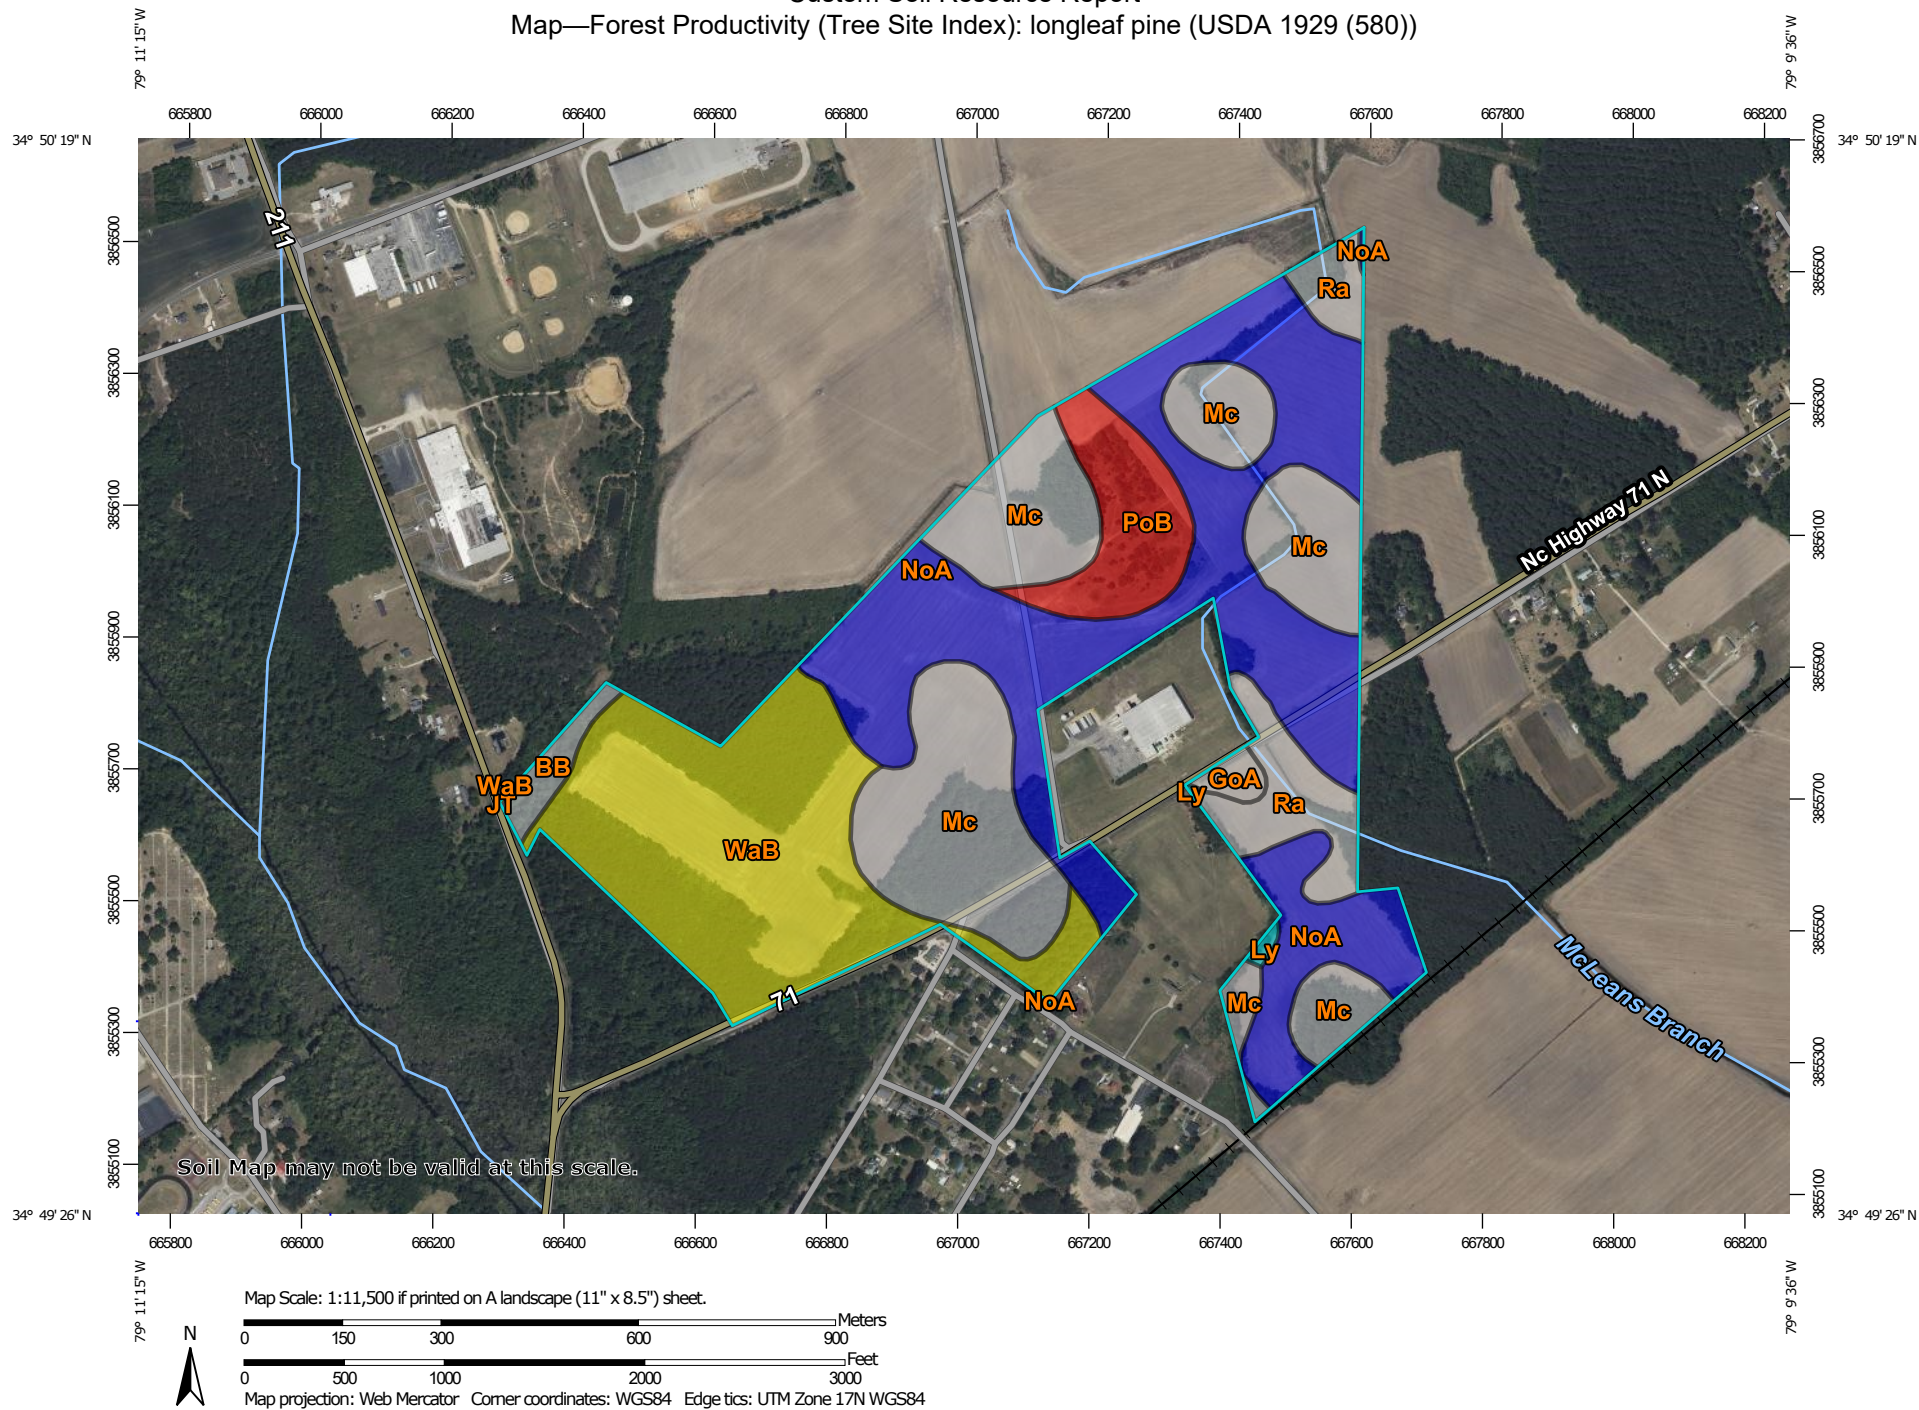 Custom Soil Resource Report
Map—Forest Productivity (Tree Site Index): longleaf pine (USDA 1929 (580))
79° 11' 15'' W
79° 9' 36'' W
665800 666000 666200 666400 666600 666800 667000 667200 667400 667600 667800 668000 668200
34° 50' 19'' N
34° 50' 19'' N
3856700
3856500
3856500
3856300
3856300
3856100
3856100
3855900
3855900
3855700
3855700
3855500
3855500
3855300
3855300
3855100
3855100
211
NoA
Ra
Mc
Mc
PoB
Mc
Nc Highway 71 N
NoA
BB
WaB
JT
GoA
Ly
Ra
Mc
WaB
NoA
Ly
McLeans Branch
71
NoA
Mc
Mc
Soil Map may not be valid at this scale.
34° 49' 26'' N
34° 49' 26'' N
665800 666000 666200 666400 666600 666800 667000 667200 667400 667600 667800 668000 668200
79° 11' 15'' W
79° 9' 36'' W
Map Scale: 1:11,500 if printed on A landscape (11" x 8.5") sheet.
Meters
0 150 300 600 900
N
Feet
0 500 1000 2000 3000
Map projection: Web Mercator Corner coordinates: WGS84 Edge tics: UTM Zone 17N WGS84